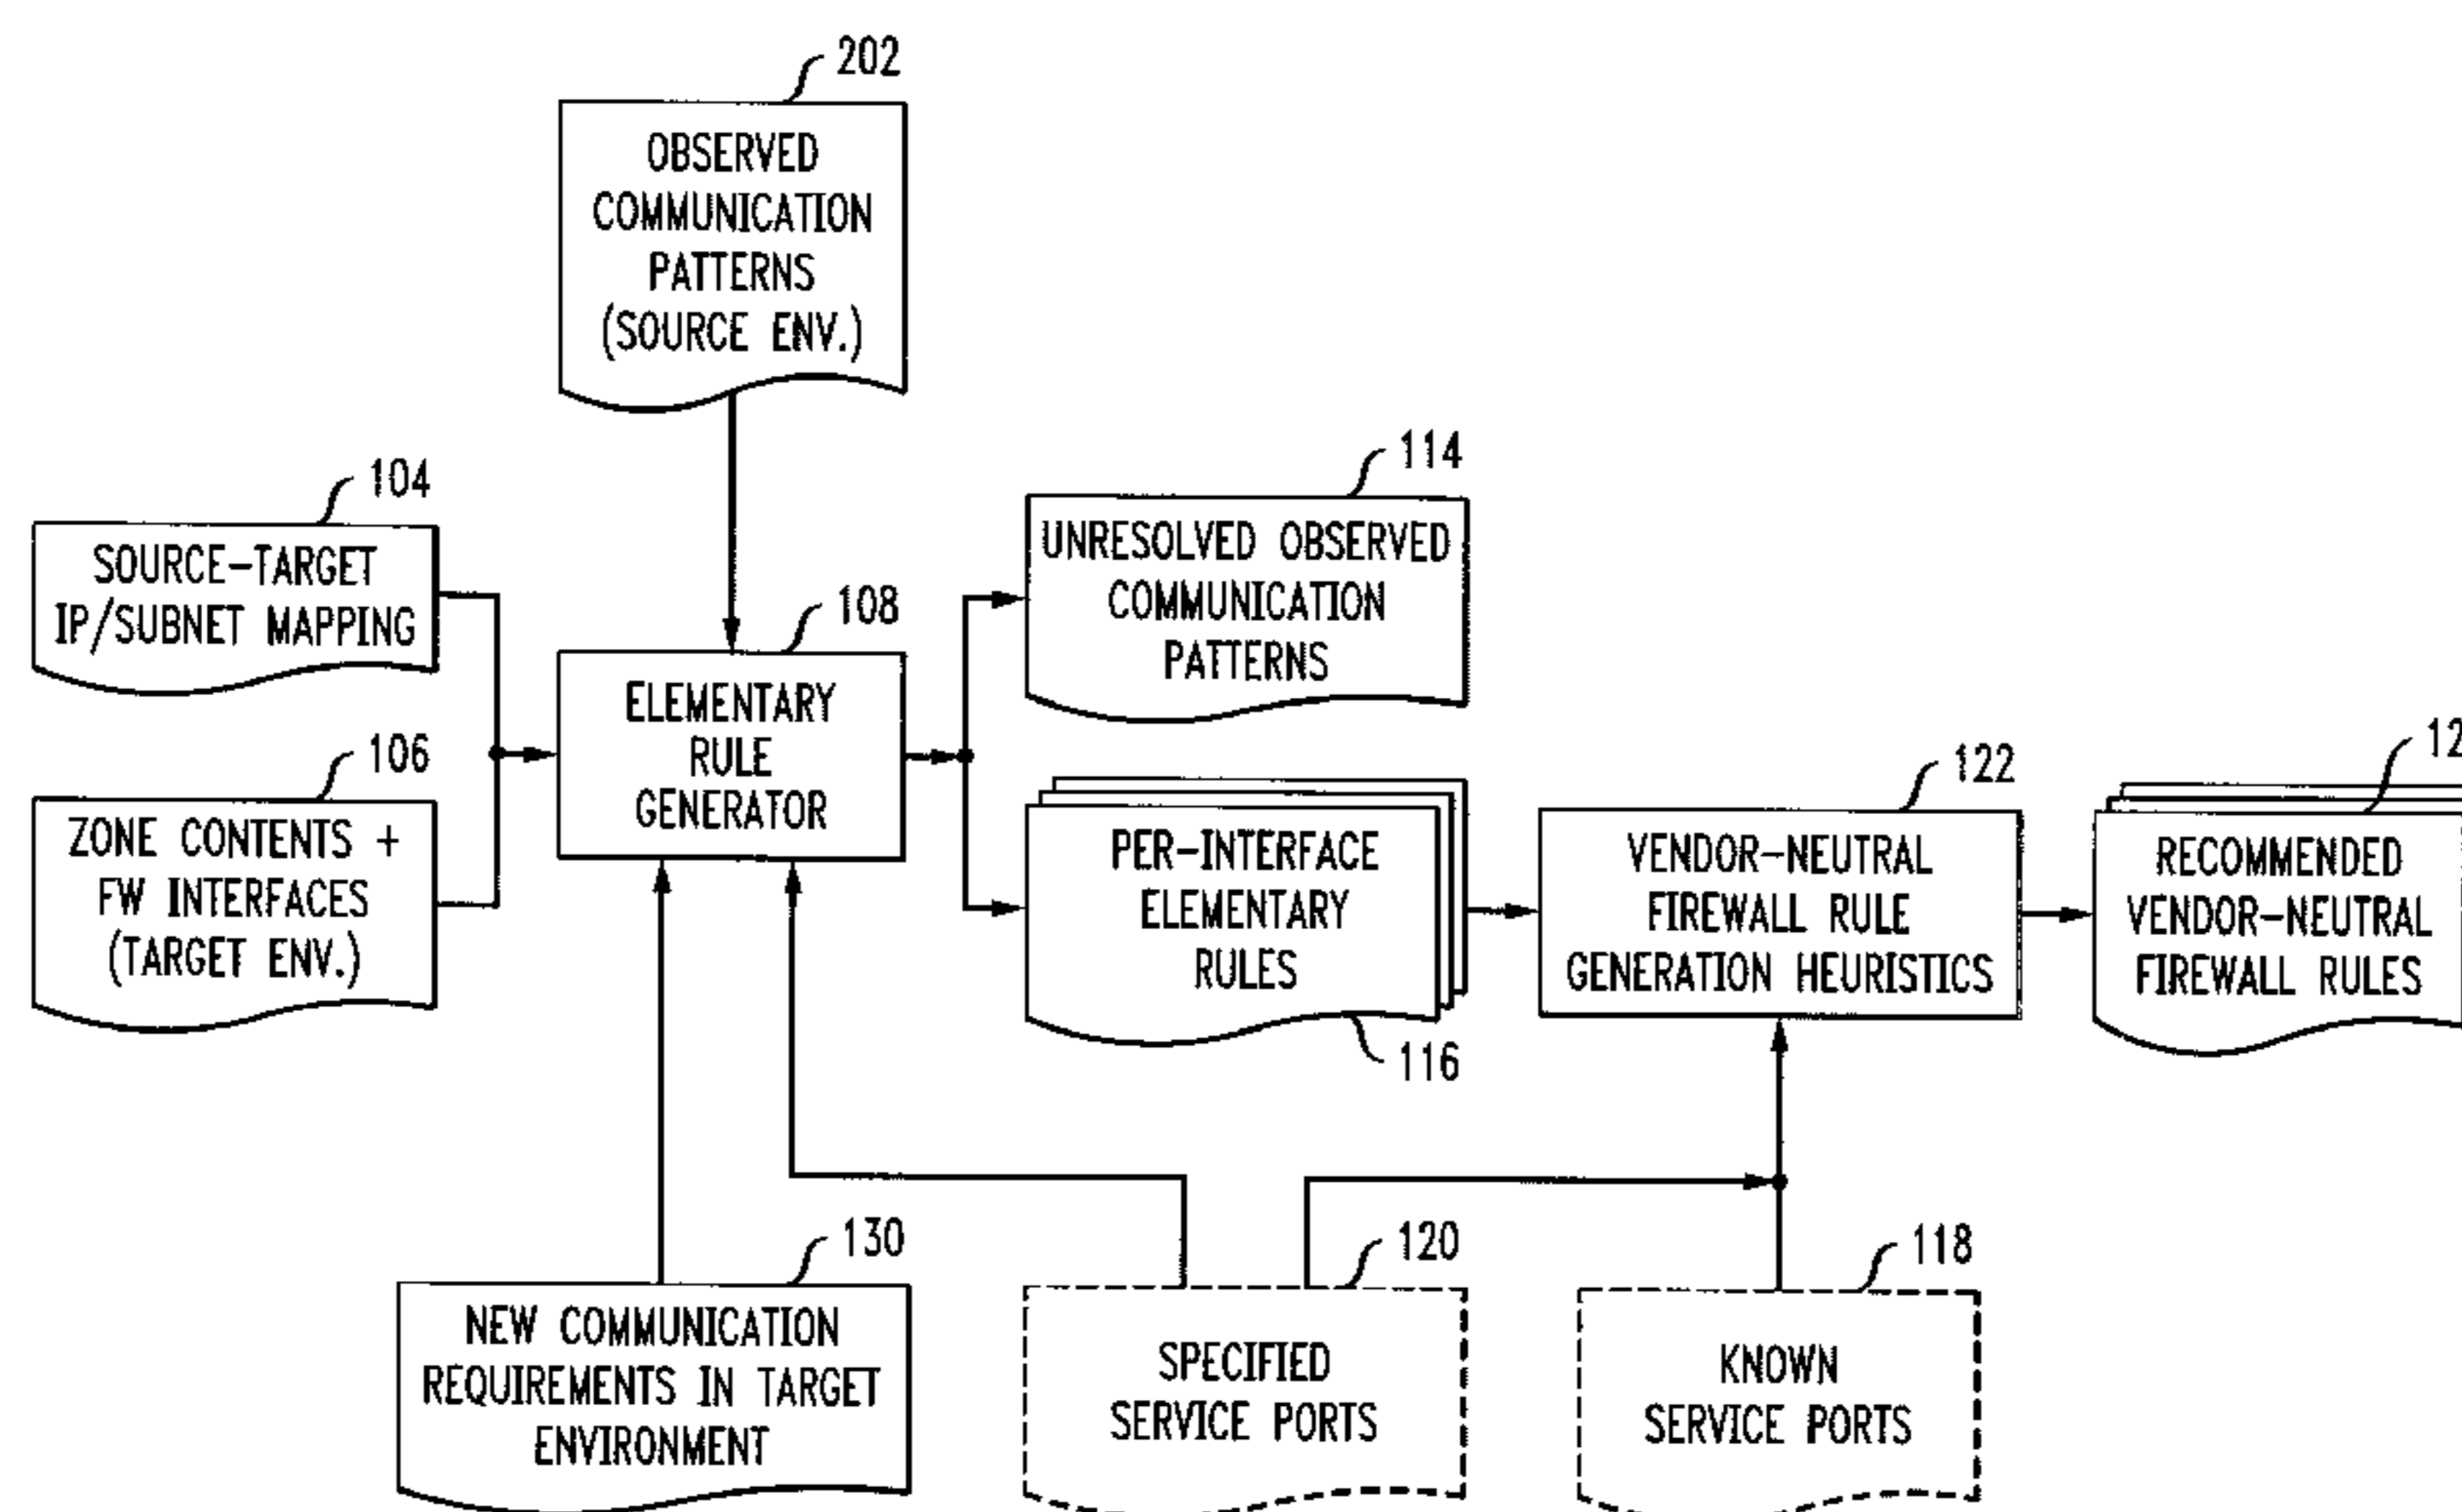 202
OBSERVED
COMMUNICATION
PATTERNS
(SOURCE ENV.)
104
SOURCE-TARGET
IP/SUBNET MAPPING
106
ZONE CONTENTS +
FW INTERFACES
(TARGET ENV.)
108
ELEMENTARY
RULE
GENERATOR
114
UNRESOLVED OBSERVED
COMMUNICATION
PATTERNS
PER-INTERFACE
ELEMENTARY
RULES
116
122
VENDOR-NEUTRAL
FIREWALL RULE
GENERATION HEURISTICS
RECOMMENDED
VENDOR-NEUTRAL
FIREWALL RULES
130
NEW COMMUNICATION
REQUIREMENTS IN TARGET
ENVIRONMENT
120
SPECIFIED
SERVICE PORTS
118
KNOWN
SERVICE PORTS